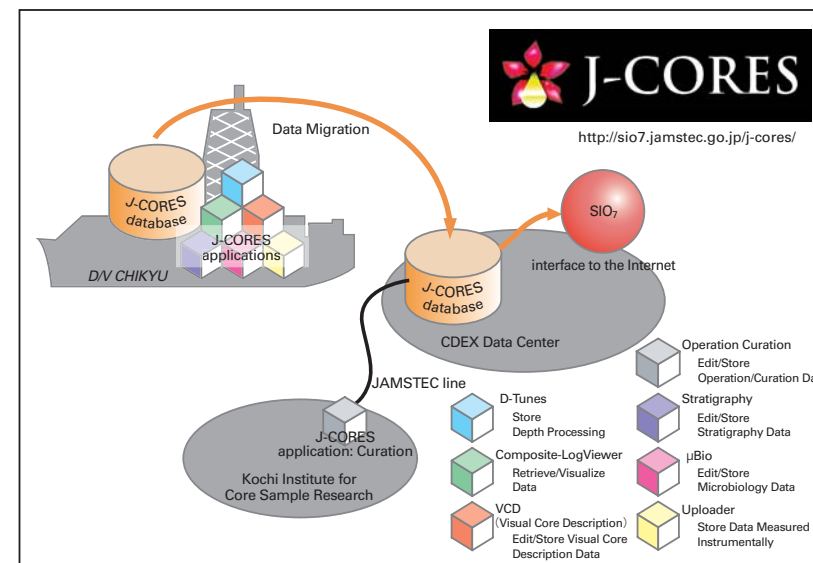 J-CORES
http://sio7.jamstec.go.jp/j-cores/
Data Migration
J-CORES
database
J-CORES
applications
D/V CHIKYU
SIO₇
interface to the Internet
J-CORES
database
CDEX Data Center
JAMSTEC line
J-CORES
application: Curation
Kochi Institute for
Core Sample Research
D-Tunes
Store
Depth Processing
Composite-LogViewer
Retrieve/Visualize
Data
VCD
(Visual Core Description)
Edit/Store Visual Core
Description Data
Operation Curation
Edit/Store
Operation/Curation Da
Stratigraphy
Edit/Store
Stratigraphy Data
μBio
Edit/Store
Microbiology Data
Uploader
Store Data Measured
Instrumentally